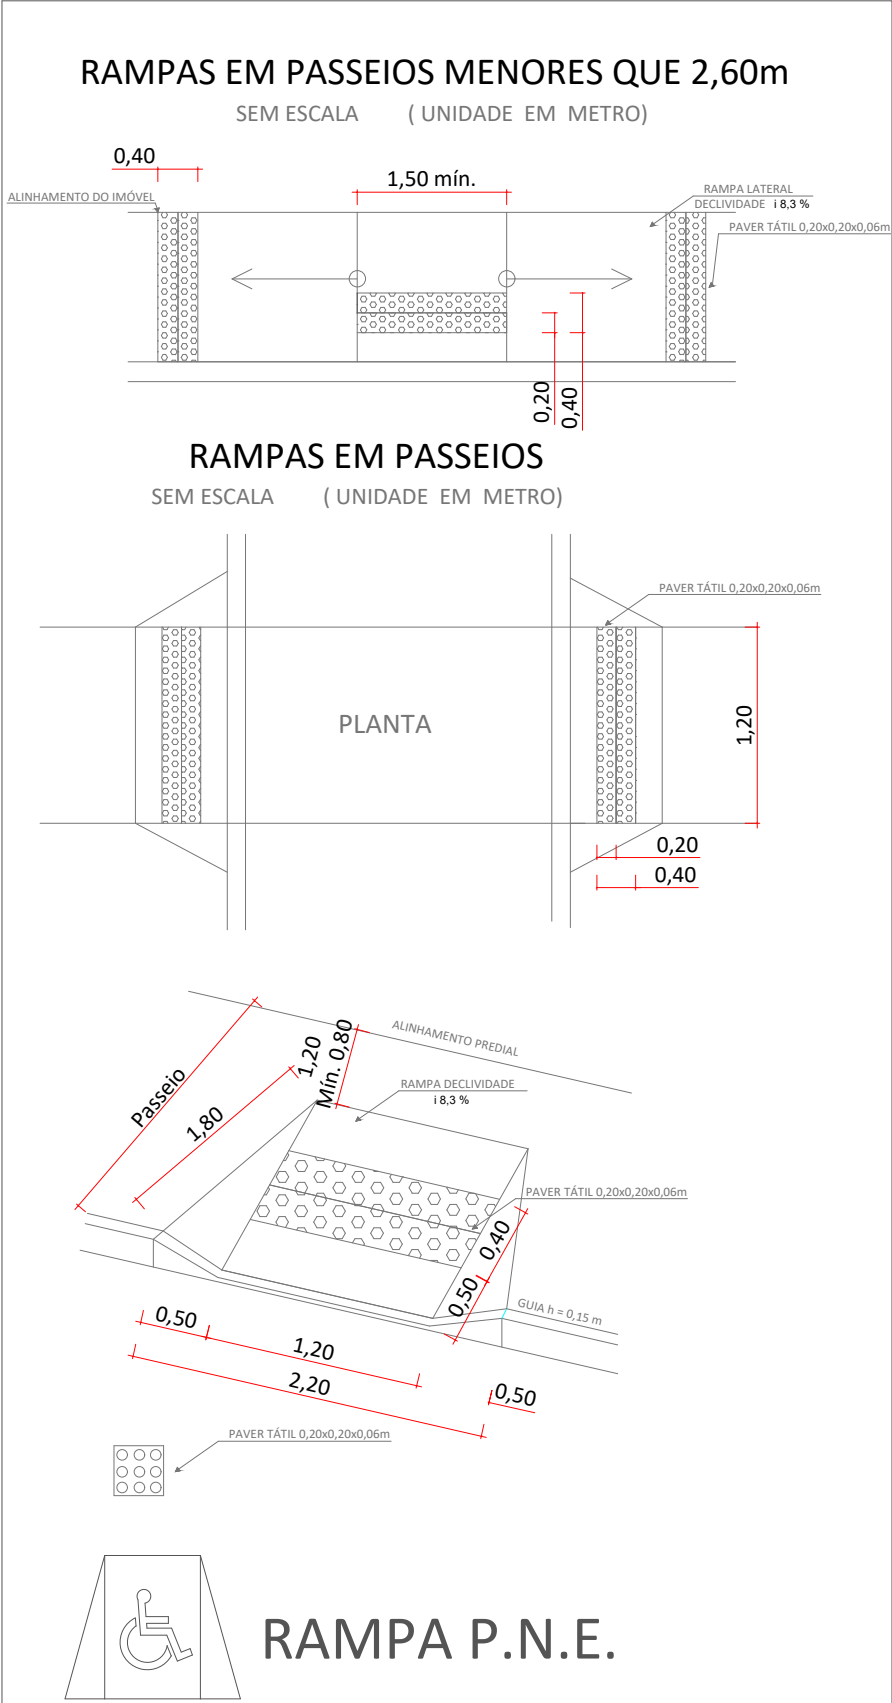 RAMPAS EM PASSEIOS MENORES QUE 2,60m
SEM ESCALA ( UNIDADE EM METRO)
0,40
1,50 mín.
ALINHAMENTO DO IMÓVEL
RAMPA LATERAL
DECLIVIDADE i 8,3 %
PAVER TÁTIL 0,20x0,20x0,06m
0,20
0,40
RAMPAS EM PASSEIOS
SEM ESCALA ( UNIDADE EM METRO)
PAVER TÁTIL 0,20x0,20x0,06m
PLANTA
1,20
0,20
0,40
ALINHAMENTO PREDIAL
1,20
Mín. 0,80
Passeio
1,80
RAMPA DECLIVIDADE
i 8,3 %
PAVER TÁTIL 0,20x0,20x0,06m
0,40
0,50
GUIA h = 0,15 m
0,50
1,20
2,20
0,50
PAVER TÁTIL 0,20x0,20x0,06m
RAMPA P.N.E.